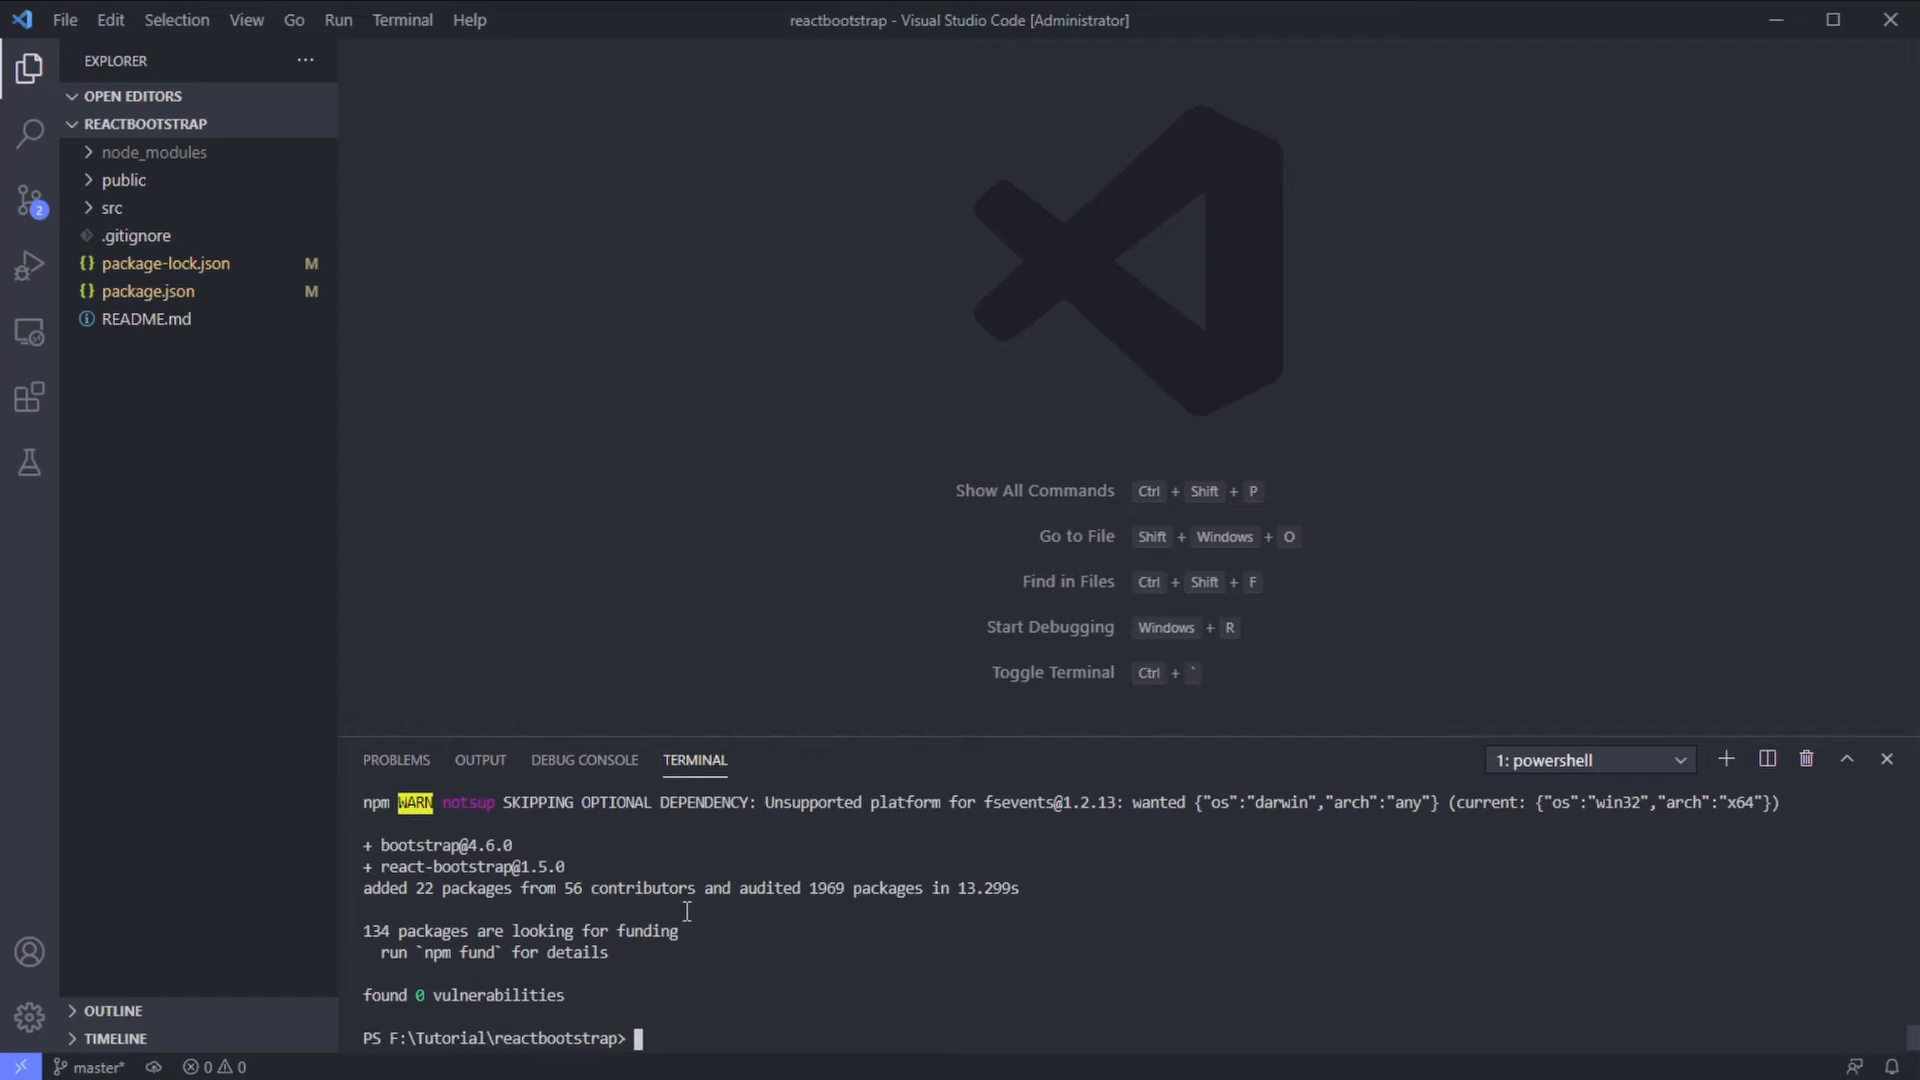 File Edit Selection View Go Run Terminal Help
reactbootstrap - Visual Studio Code [Administrator]
EXPLORER
OPEN EDITORS
REACTBOOTSTRAP
node_modules
public
src
.gitignore
package-lock.json M
package.json M
README.md
2
Show All Commands Ctrl + Shift + P
Go to File Shift + Windows + O
Find in Files Ctrl + Shift + F
Start Debugging Windows + R
Toggle Terminal Ctrl + `
PROBLEMS OUTPUT DEBUG CONSOLE TERMINAL
1: powershell
npm WARN notsup SKIPPING OPTIONAL DEPENDENCY: Unsupported platform for fsevents@1.2.13: wanted {"os":"darwin","arch":"any"} (current: {"os":"win32","arch":"x64"})
+ bootstrap@4.6.0
+ react-bootstrap@1.5.0
added 22 packages from 56 contributors and audited 1969 packages in 13.299s
134 packages are looking for funding
run `npm fund` for details
found 0 vulnerabilities
PS F:\Tutorial\reactbootstrap>
OUTLINE
TIMELINE
master* 0 0